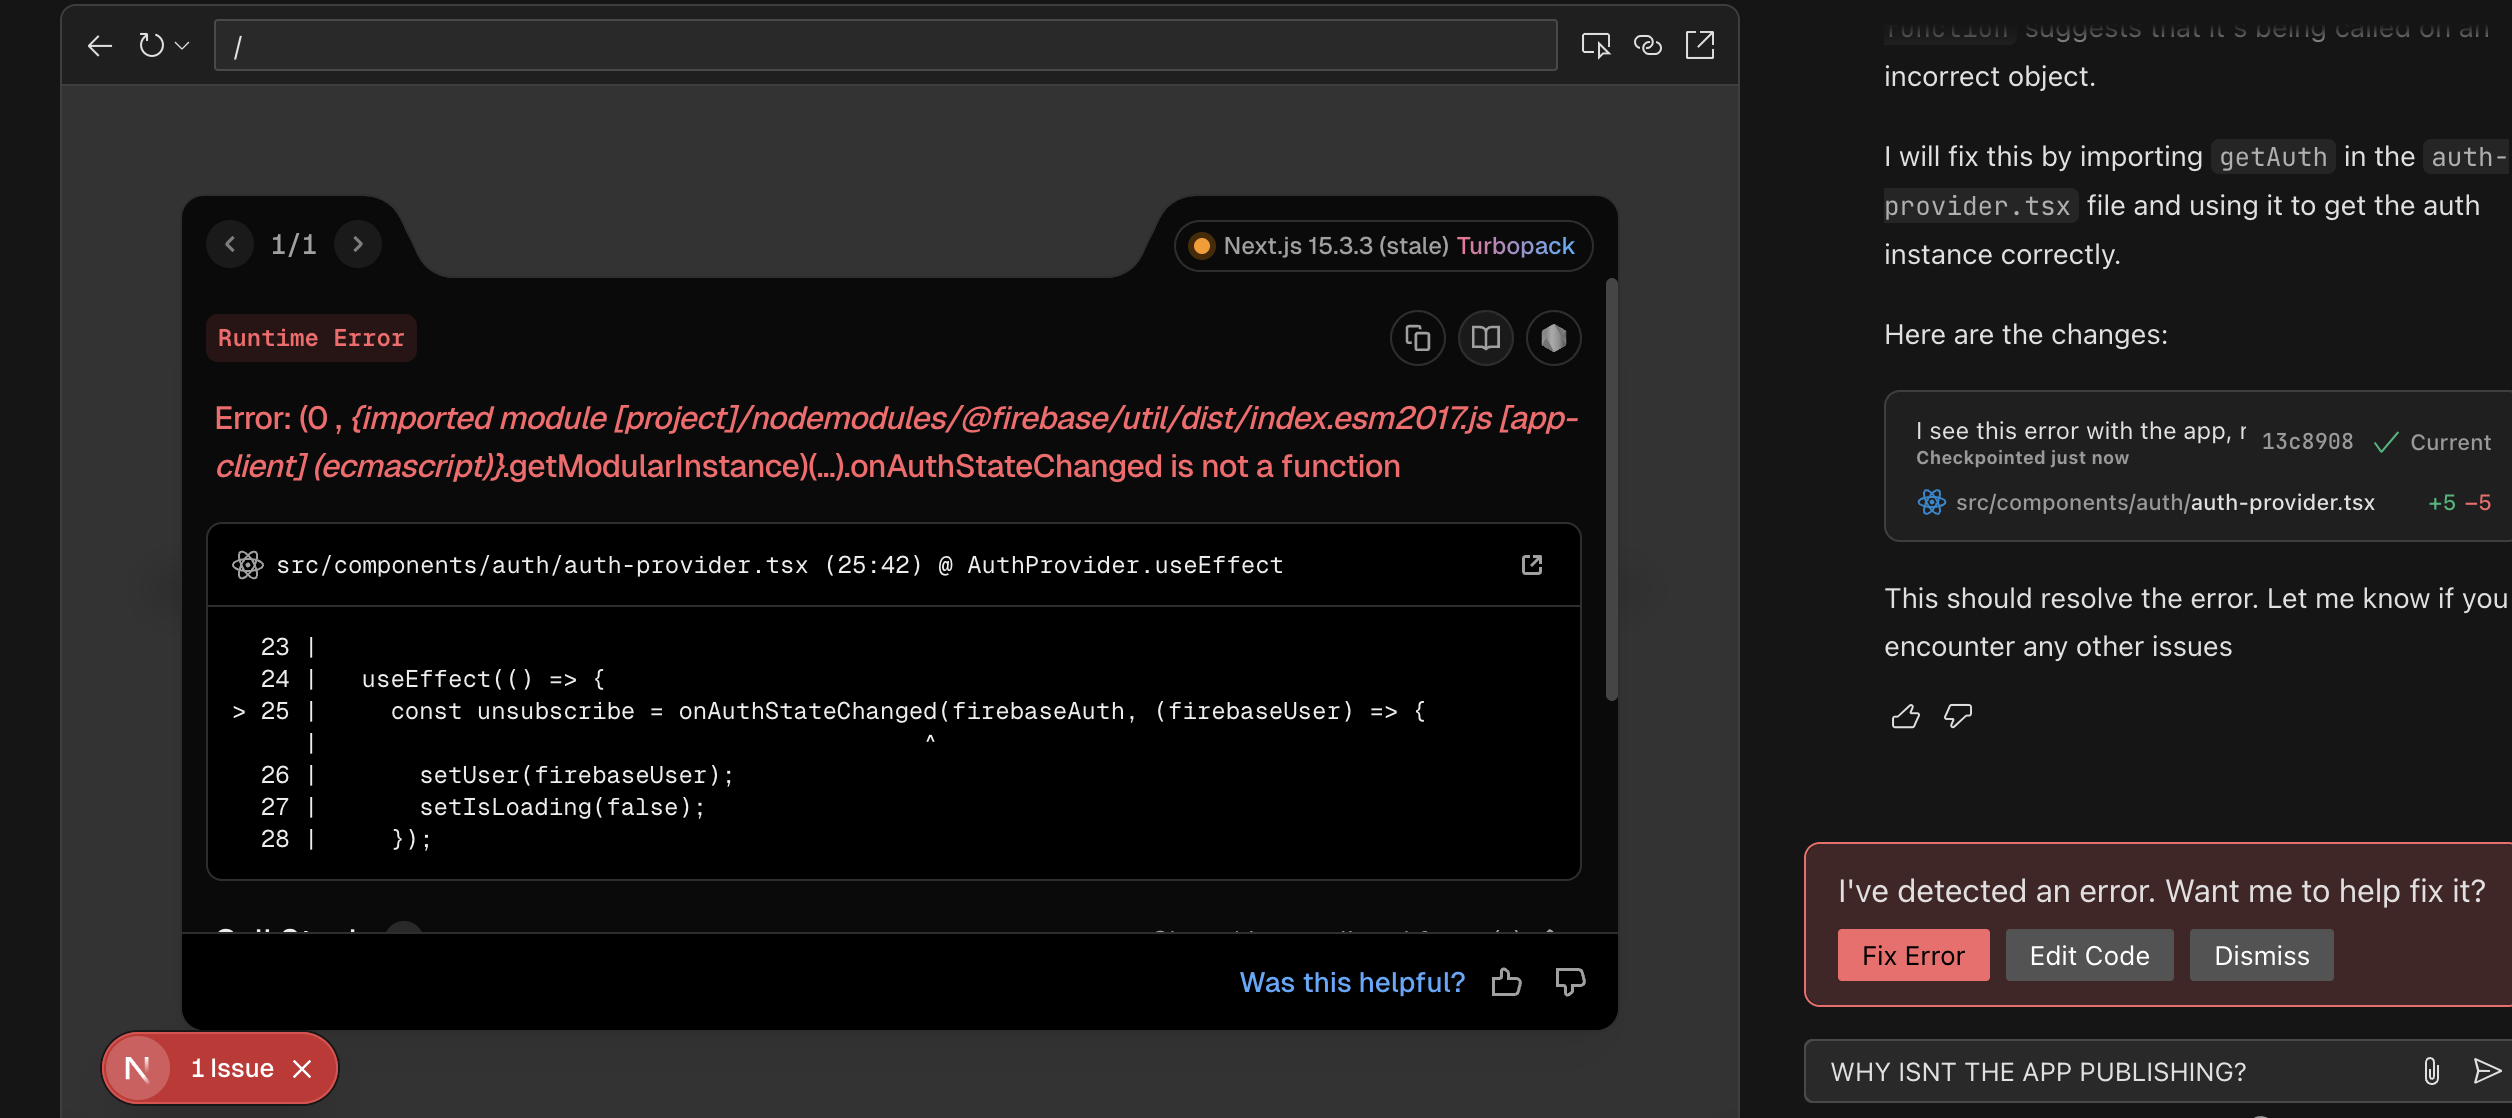 /
1/1
Next.js 15.3.3 (stale) Turbopack
Runtime Error
Error: (0 , {imported module [project]/nodemodules/@firebase/util/dist/index.esm2017.js [app-
client] (ecmascript)}.getModularInstance)(...).onAuthStateChanged is not a function
src/components/auth/auth-provider.tsx (25:42) @ AuthProvider.useEffect
23 |
24 | useEffect(() => {
> 25 | const unsubscribe = onAuthStateChanged(firebaseAuth, (firebaseUser) => {
| ^
26 | setUser(firebaseUser);
27 | setIsLoading(false);
28 | });
Was this helpful?
N 1 Issue
function suggests that it's being called on an
incorrect object.
I will fix this by importing getAuth in the auth-
provider.tsx file and using it to get the auth
instance correctly.
Here are the changes:
I see this error with the app, r 13c8908 Current
Checkpointed just now
src/components/auth/auth-provider.tsx +5 -5
This should resolve the error. Let me know if you
encounter any other issues
I've detected an error. Want me to help fix it?
Fix Error Edit Code Dismiss
WHY ISNT THE APP PUBLISHING?